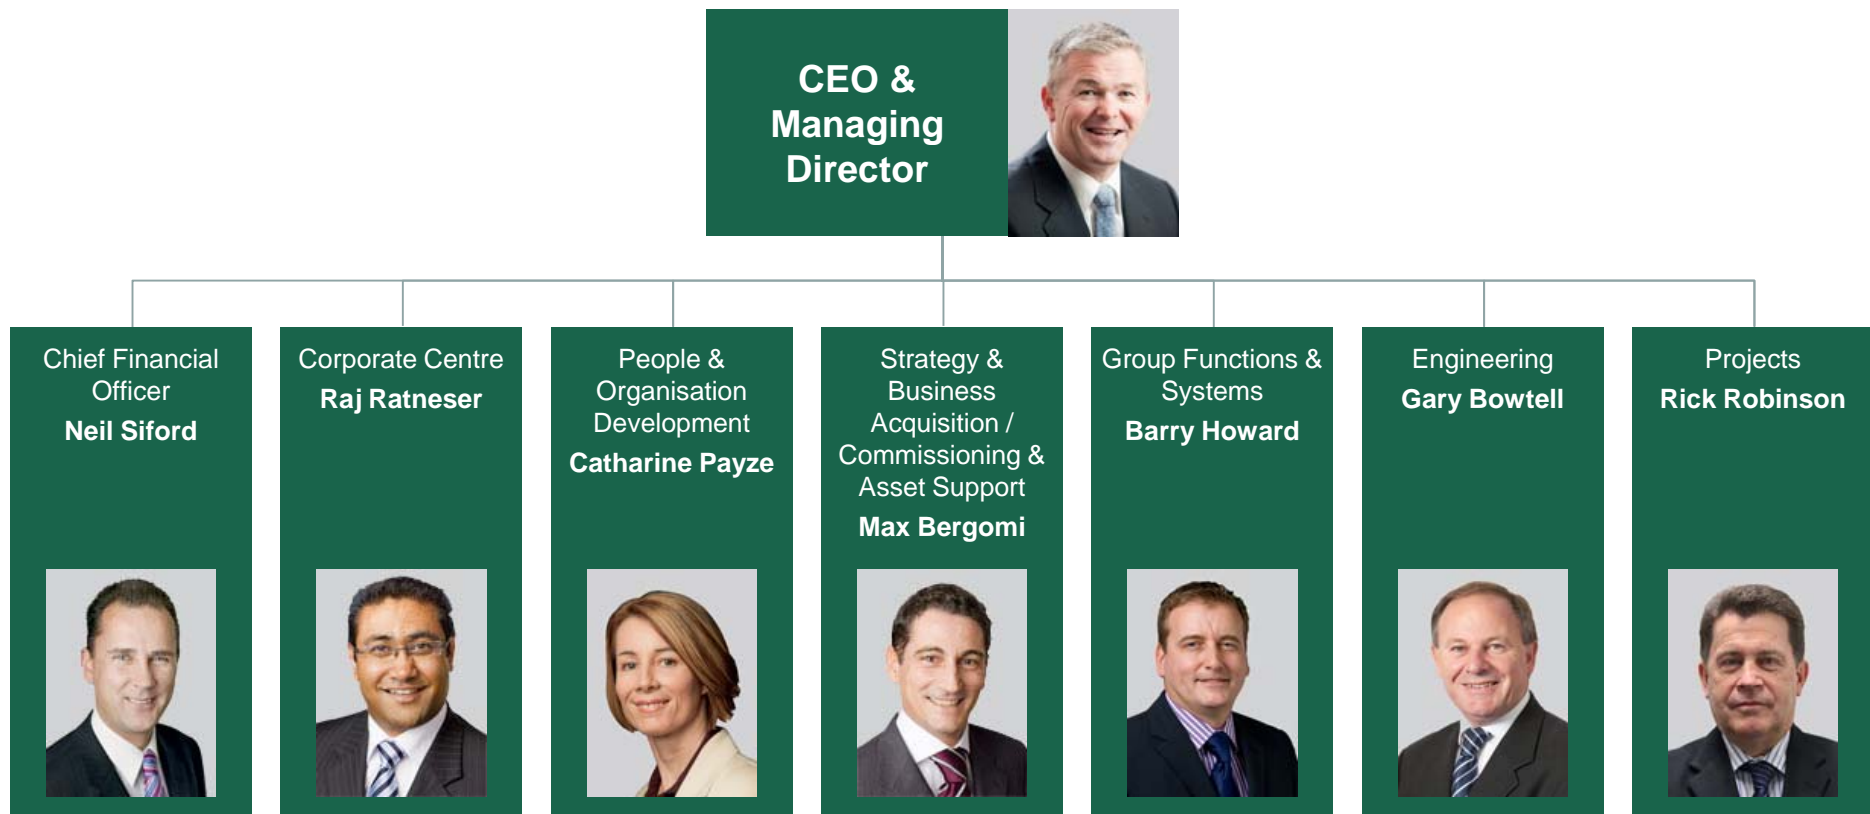 CEO &
Managing
Director
Chief Financial
Officer
Neil Siford
Corporate Centre
Raj Ratneser
People &
Organisation
Development
Catharine Payze
Strategy &
Business
Acquisition /
Commissioning &
Asset Support
Max Bergomi
Group Functions &
Systems
Barry Howard
Engineering
Gary Bowtell
Projects
Rick Robinson